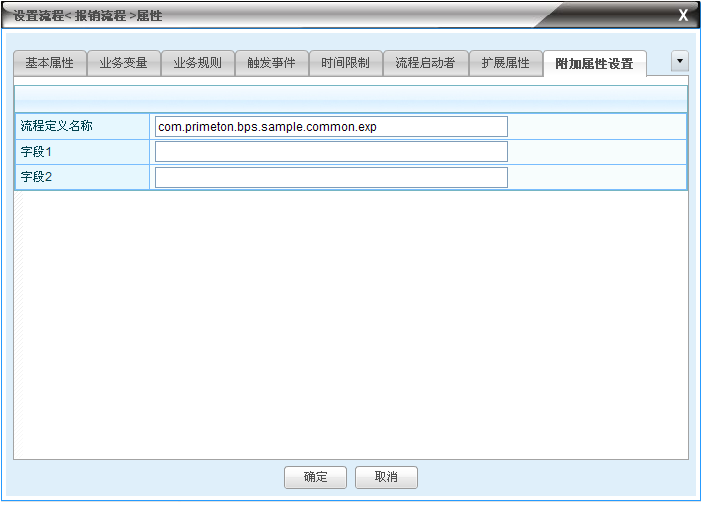 设置流程< 报销流程 >属性 X
基本属性 业务变量 业务规则 触发事件 时间限制 流程启动者 扩展属性 附加属性设置
流程定义名称 com.primeton.bps.sample.common.exp
字段1
字段2
确定 取消